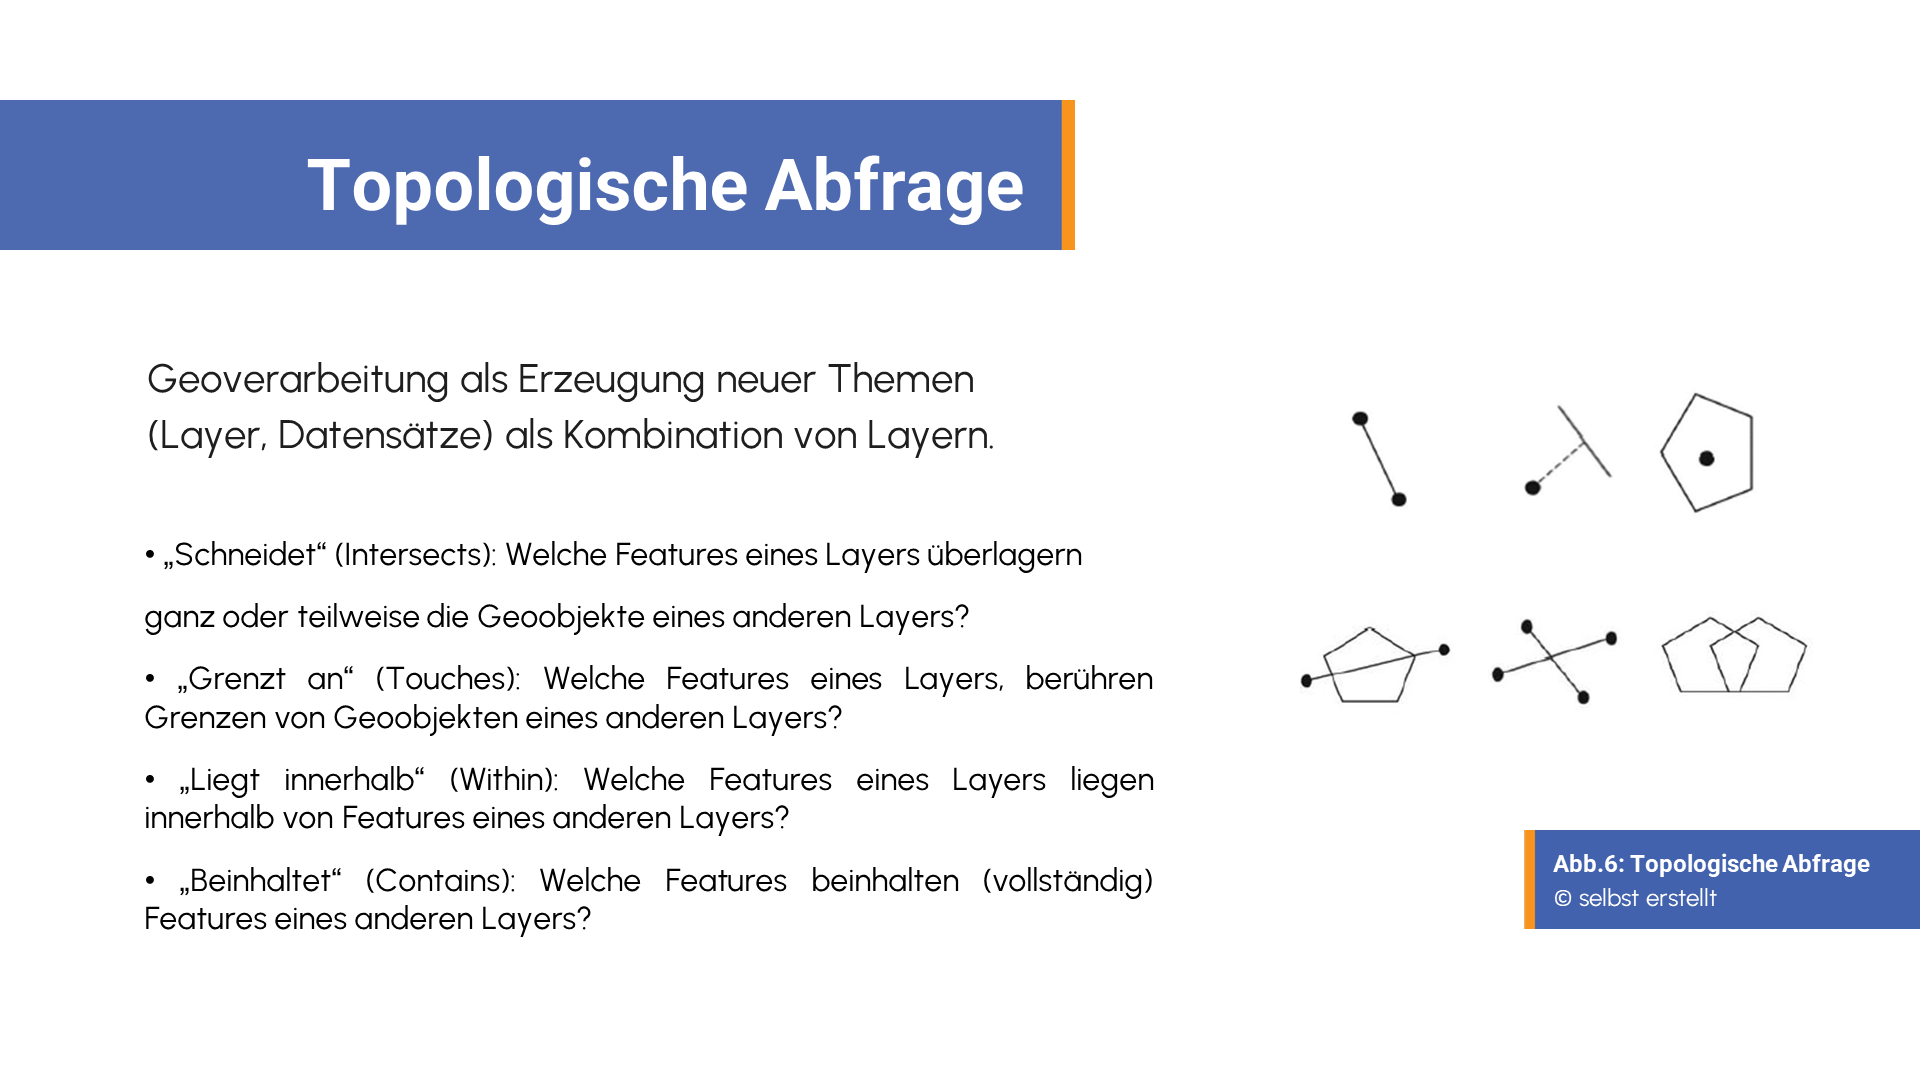 Topologische Abfrage
Geoverarbeitung als Erzeugung neuer Themen
(Layer, Datensätze) als Kombination von Layern.
• „Schneidet“ (Intersects): Welche Features eines Layers überlagern
ganz oder teilweise die Geoobjekte eines anderen Layers?
• „Grenzt an“ (Touches): Welche Features eines Layers, berühren
Grenzen von Geoobjekten eines anderen Layers?
• „Liegt innerhalb“ (Within): Welche Features eines Layers liegen
innerhalb von Features eines anderen Layers?
• „Beinhaltet“ (Contains): Welche Features beinhalten (vollständig)
Features eines anderen Layers?
Abb.6: Topologische Abfrage
© selbst erstellt